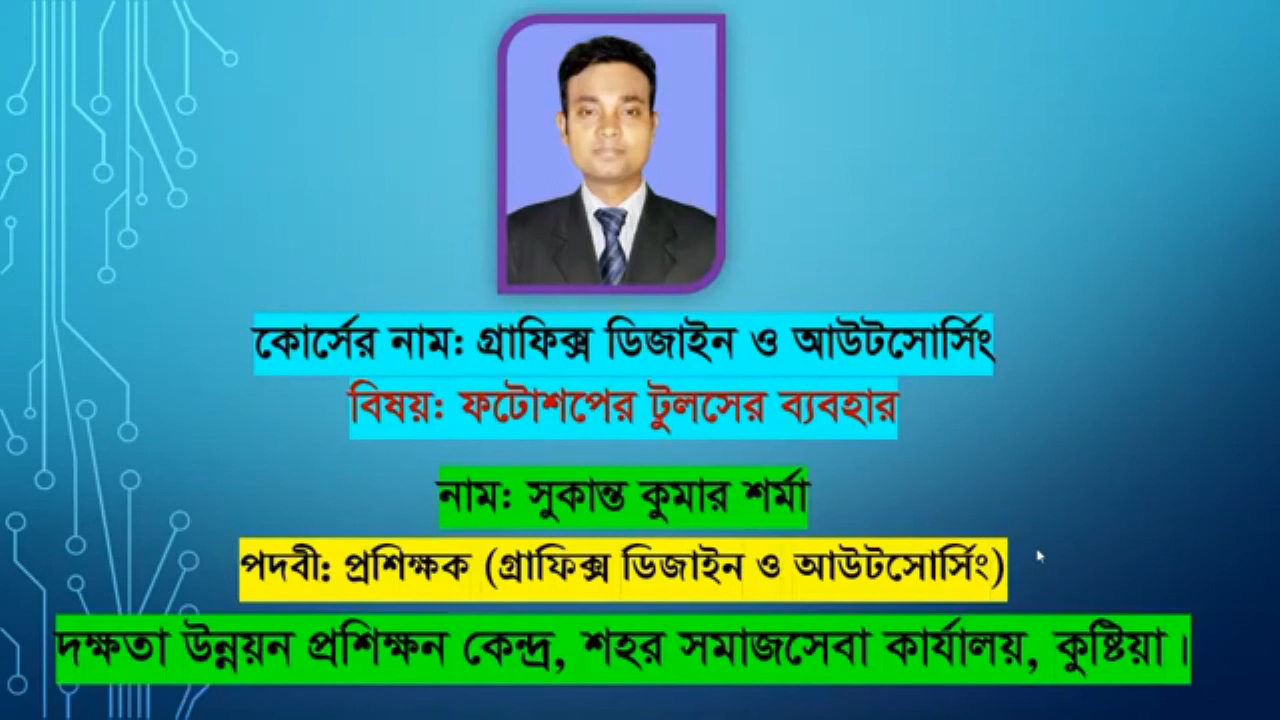 কোর্সের নাম: গ্রাফিক্স ডিজাইন ও আউটসোর্সিং
বিষয়: ফটোশপের টুলসের ব্যবহার
নাম: সুকান্ত কুমার শর্মা
পদবী: প্রশিক্ষক (গ্রাফিক্স ডিজাইন ও আউটসোর্সিং)
দক্ষতা উন্নয়ন প্রশিক্ষন কেন্দ্র, শহর সমাজসেবা কার্যালয়, কুষ্টিয়া।